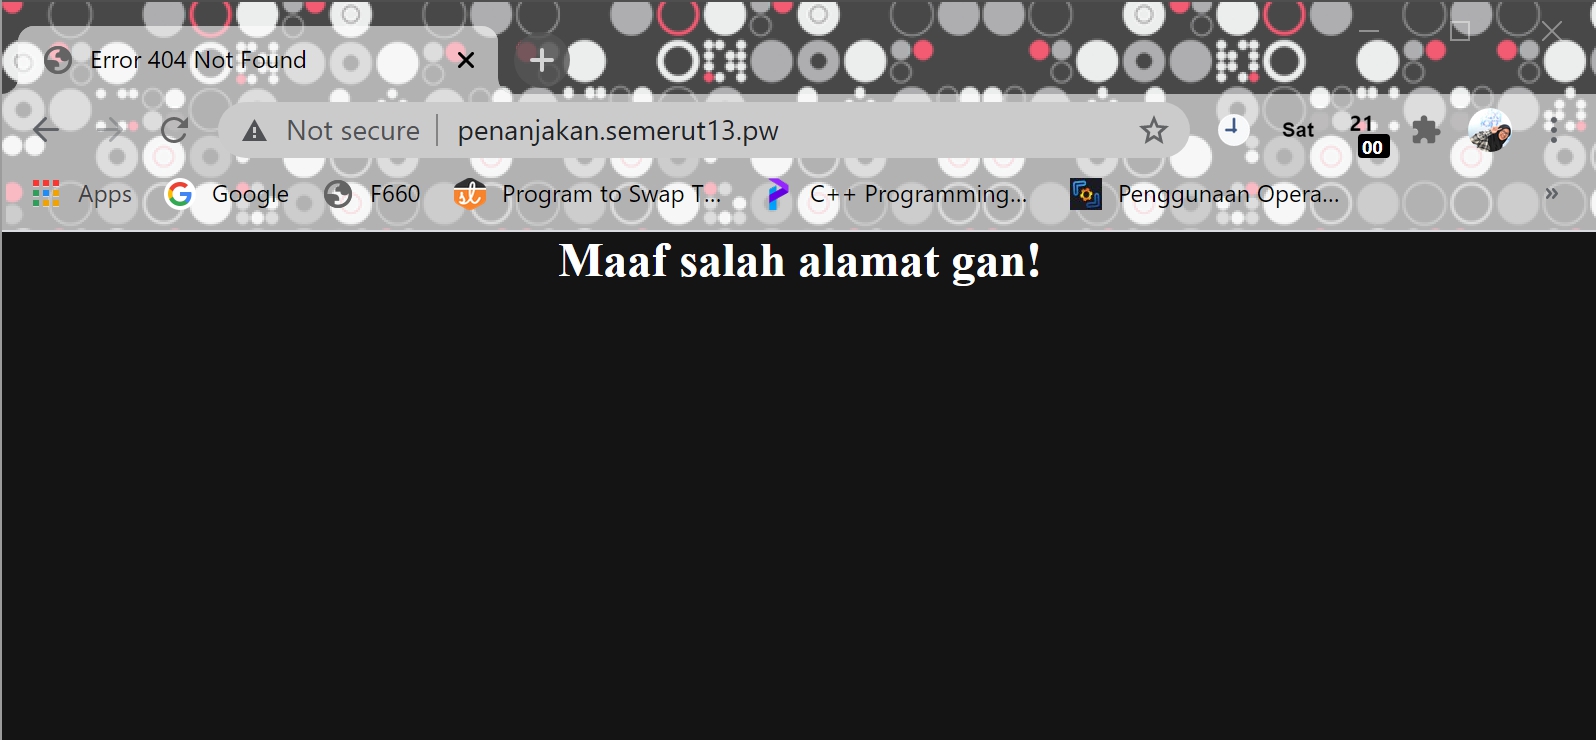 Error 404 Not Found
Not secure penanjakan.semerut13.pw Sat 21 00
Apps Google F660 Program to Swap T... C++ Programming... Penggunaan Opera... »
Maaf salah alamat gan!